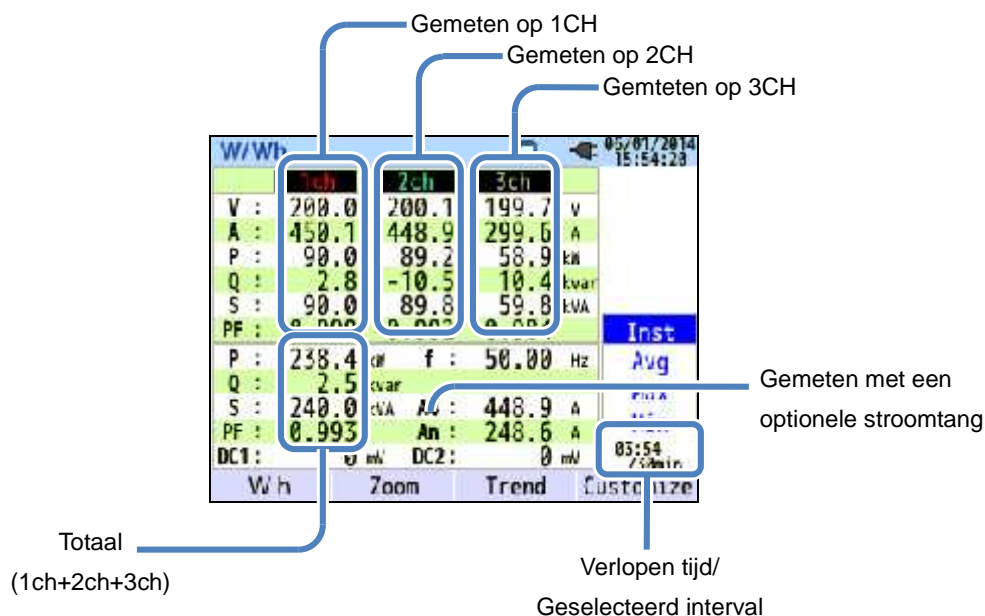 Gemeten op 1CH
Gemeten op 2CH
Gemteten op 3CH
W/Wh 05/01/2014
15:54:28
1ch 2ch 3ch
V : 200.0 200.1 199.7 V
A : 450.1 448.9 299.6 A
P : 90.0 89.2 58.9 kW
Q : 2.8 -10.5 10.4 kvar
S : 90.0 89.8 59.8 kVA
PF : Inst
P : 238.4 kW f : 50.00 Hz Avg
Q : 2.5 kvar
S : 240.0 kVA : 448.9 A
PF : 0.993 An : 248.6 A
DC1 : 0 mV DC2 : 0 mV 03:54
/30min
Wh Zoom Trend Customize
Gemeten met een
optionele stroomtang
Totaal
(1ch+2ch+3ch)
Verlopen tijd/
Geselecteerd interval